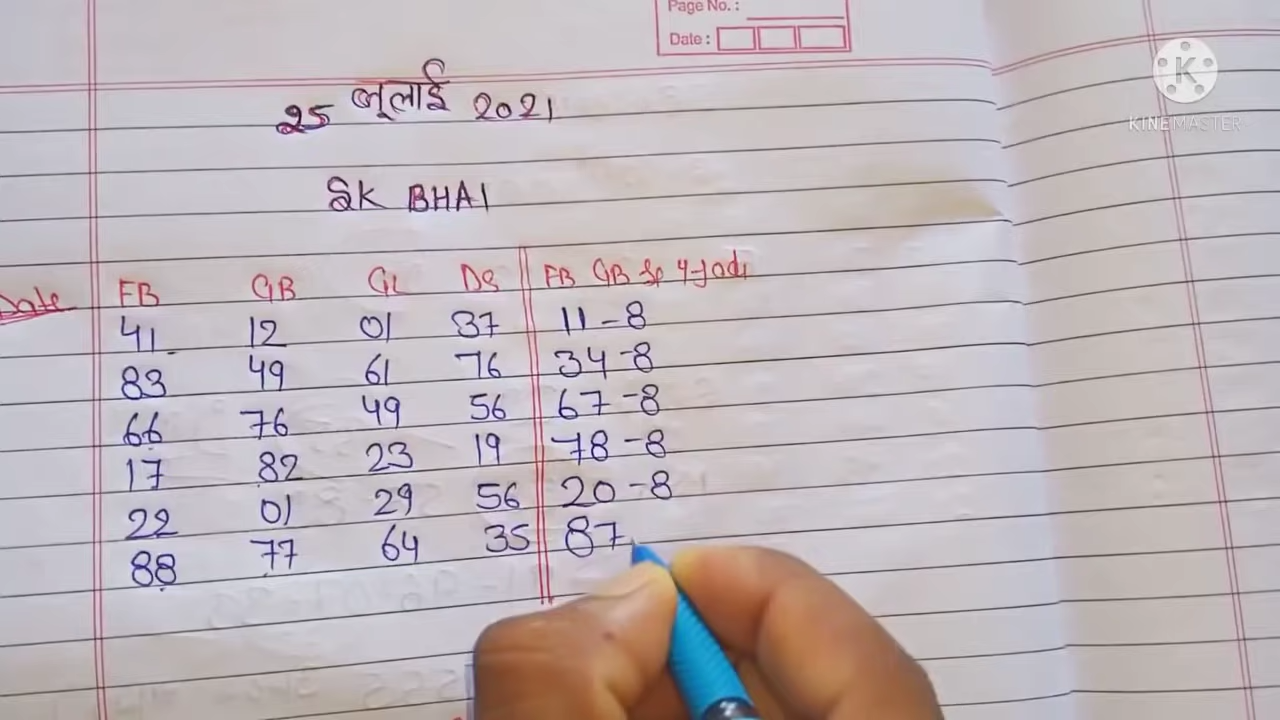 Page No. :
Date :
25 जूलाई 2021
SK BHAI
Date FB GB GL DS FB GB Se 4 Jodi
41 12 01 37 11-8
83 49 61 76 34-8
66 76 49 56 67-8
17 82 23 19 78-8
22 01 29 56 20-8
88 77 64 35 87
KINEMASTER